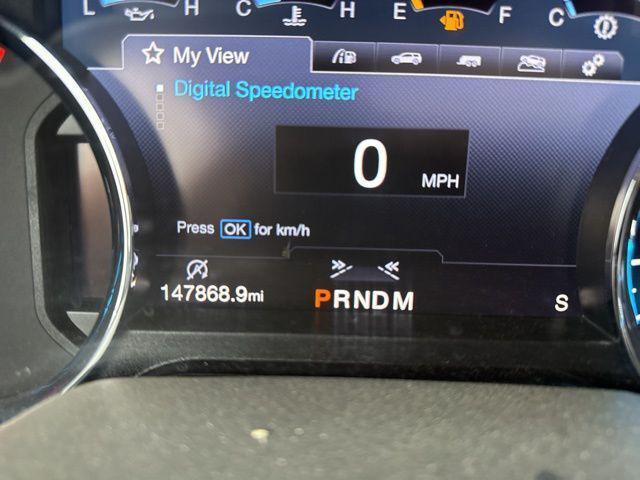 L H C H E F C
My View
Digital Speedometer
0 MPH
Press OK for km/h
147868.9mi PRNDM S